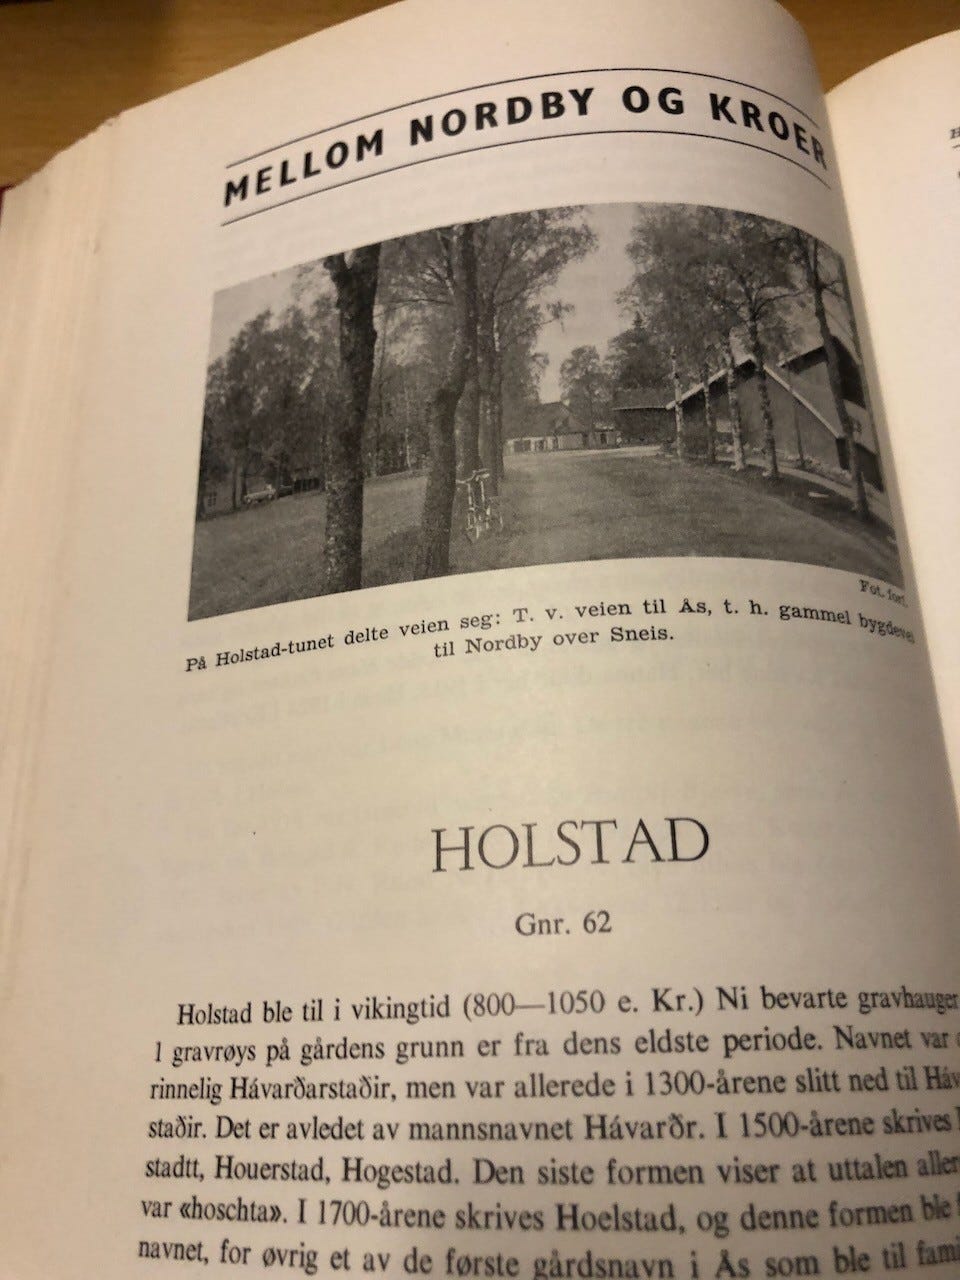 MELLOM NORDBY OG KROER
Fot. forf.
På Holstad-tunet delte veien seg: T. v. veien til Ås, t. h. gammel bygdevei
til Nordby over Sneis.
HOLSTAD
Gnr. 62
Holstad ble til i vikingtid (800—1050 e. Kr.) Ni bevarte gravhauger
1 gravrøys på gårdens grunn er fra dens eldste periode. Navnet var
rinnelig Hávarðarstaðir, men var allerede i 1300-årene slitt ned til Háv
staðir. Det er avledet av mannsnavnet Hávarðr. I 1500-årene skrives
stadtt, Houerstad, Hogestad. Den siste formen viser at uttalen aller
var «hoschta». I 1700-årene skrives Hoelstad, og denne formen ble
navnet, for øvrig et av de første gårdsnavn i Ås som ble til fami